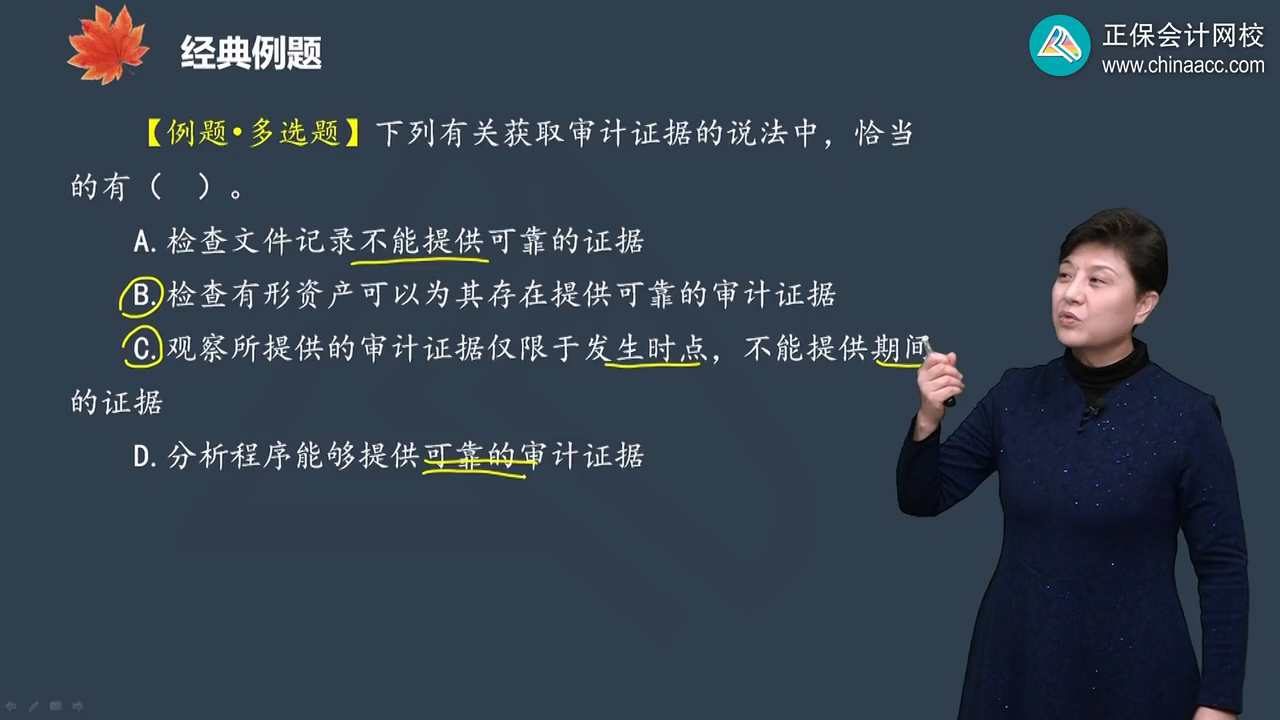 经典例题
正保会计网校
www.chinaacc.com
【例题•多选题】下列有关获取审计证据的说法中，恰当
的有（ ）。
A.检查文件记录不能提供可靠的证据
B.检查有形资产可以为其存在提供可靠的审计证据
C.观察所提供的审计证据仅限于发生时点，不能提供期间
的证据
D.分析程序能够提供可靠的审计证据